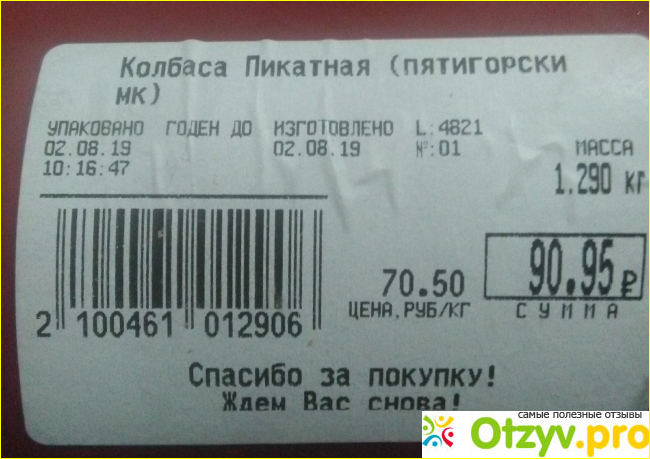 Колбаса Пикатная (пятигорски
мк)
УПАКОВАНО ГОДЕН ДО ИЗГОТОВЛЕНО L:4821
02.08.19 02.08.19 №:01
10:16:47
МАССА
1.290 кг
70.50
ЦЕНА,РУБ/КГ
90.95₽
СУММА
2 100461 012906
Спасибо за покупку!
Ждем Вас снова!
самые полезные отзывы
Otzyv.pro